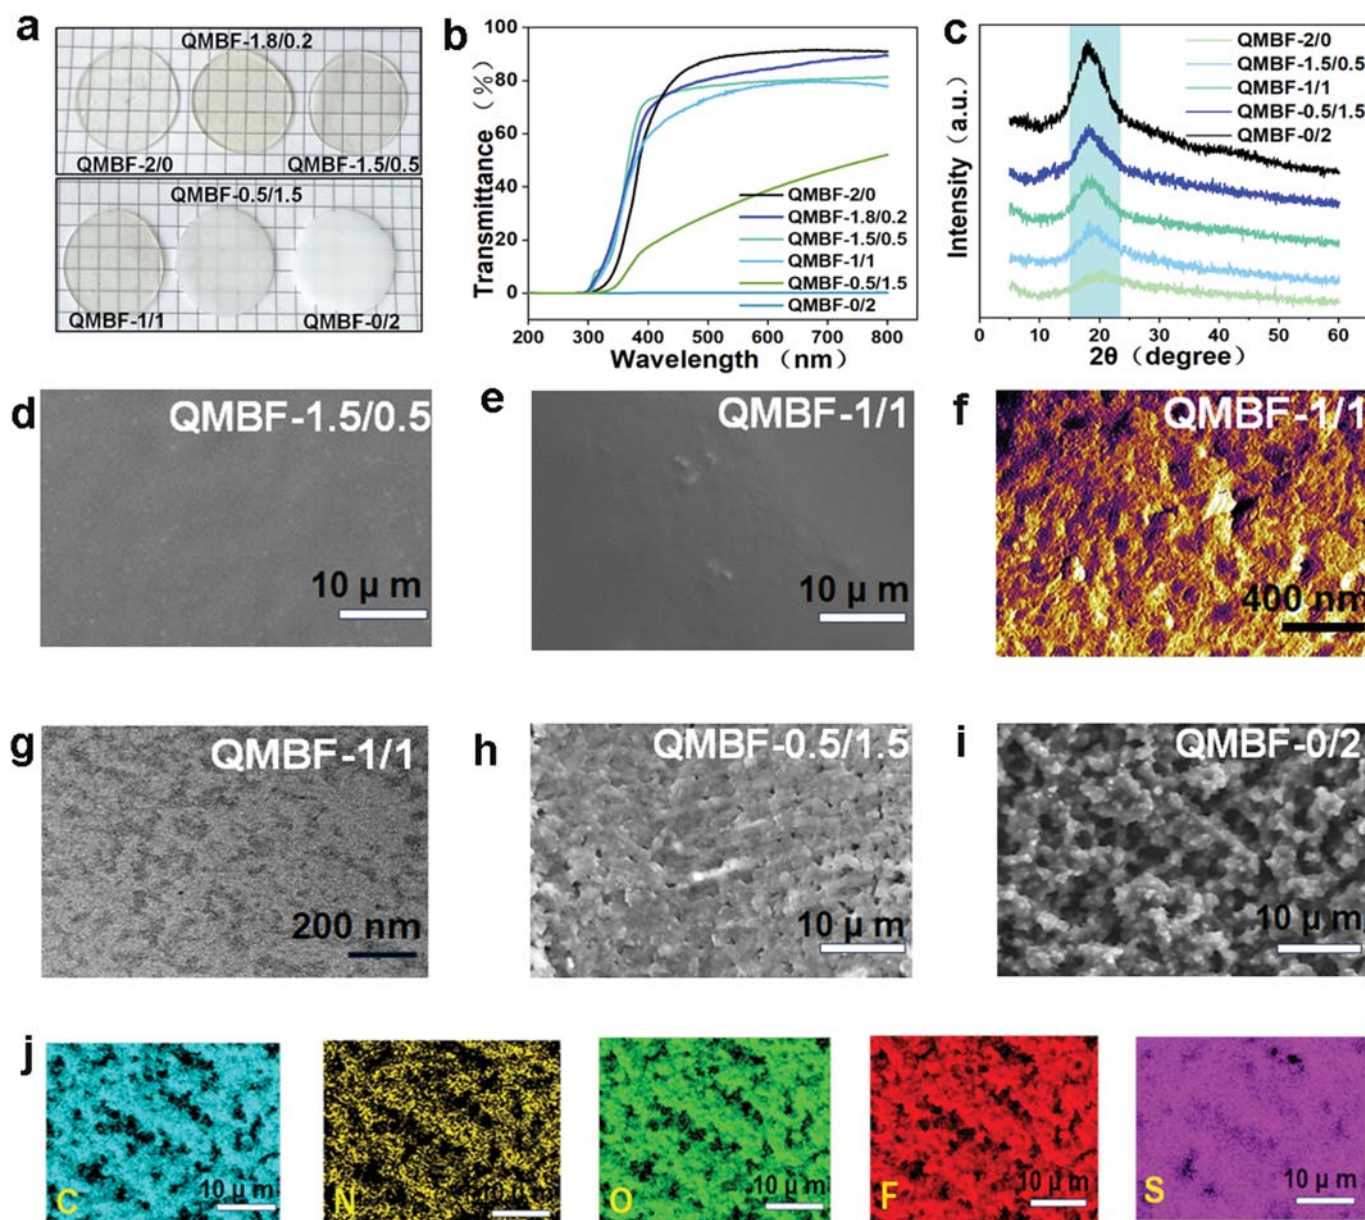 a
QMBF-1.8/0.2
QMBF-2/0
QMBF-1.5/0.5
QMBF-0.5/1.5
QMBF-1/1
QMBF-0/2
b
Transmittance (%)
100
80
60
40
20
0
QMBF-2/0
QMBF-1.8/0.2
QMBF-1.5/0.5
QMBF-1/1
QMBF-0.5/1.5
QMBF-0/2
200 300 400 500 600 700 800
Wavelength (nm)
c
Intensity (a.u.)
QMBF-2/0
QMBF-1.5/0.5
QMBF-1/1
QMBF-0.5/1.5
QMBF-0/2
0 10 20 30 40 50 60
2θ (degree)
d
QMBF-1.5/0.5
10 μ m
e
QMBF-1/1
10 μ m
f
QMBF-1/1
400 nm
g
QMBF-1/1
200 nm
h
QMBF-0.5/1.5
10 μ m
i
QMBF-0/2
10 μ m
j
C
10 μ m
N
10 μ m
O
10 μ m
F
10 μ m
S
10 μ m